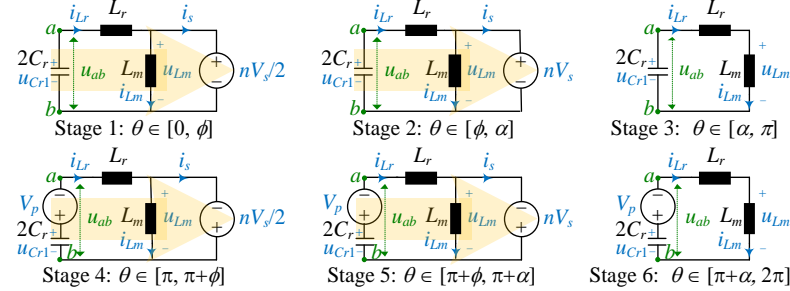 a i_Lr L_r i_s
2C_r + u_Cr1 − u_ab L_m + u_Lm − i_Lm + − nV_s/2
b
Stage 1: θ ∈ [0, ϕ]
a i_Lr L_r i_s
2C_r + u_Cr1 − u_ab L_m + u_Lm − i_Lm + − nV_s
b
Stage 2: θ ∈ [ϕ, α]
a i_Lr L_r
2C_r + u_Cr1 − u_ab L_m + u_Lm − i_Lm
b
Stage 3: θ ∈ [α, π]
a i_Lr L_r i_s
V_p − + 2C_r + u_Cr1 − u_ab L_m + u_Lm − i_Lm + − nV_s/2
b
Stage 4: θ ∈ [π, π+ϕ]
a i_Lr L_r i_s
V_p − + 2C_r + u_Cr1 − u_ab L_m + u_Lm − i_Lm + − nV_s
b
Stage 5: θ ∈ [π+ϕ, π+α]
a i_Lr L_r
V_p − + 2C_r + u_Cr1 − u_ab L_m + u_Lm − i_Lm
b
Stage 6: θ ∈ [π+α, 2π]